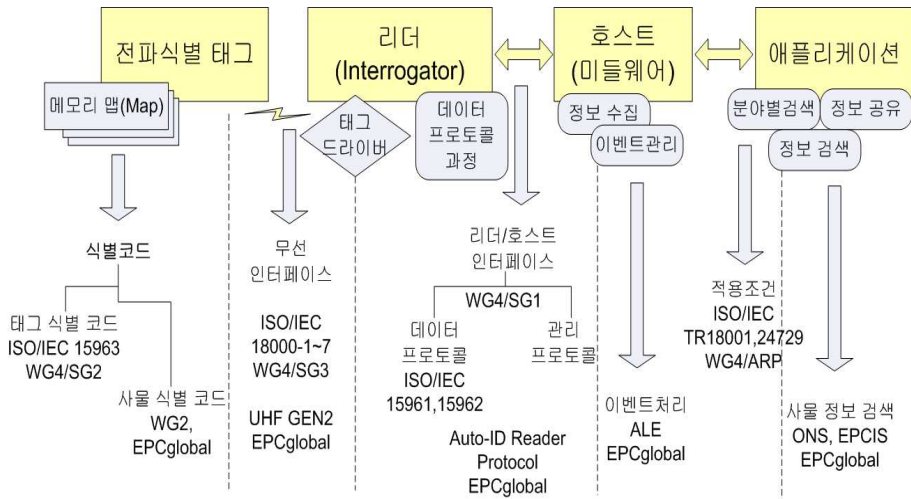 전파식별 태그
메모리 맵(Map)
리더
(Interrogator)
태그
드라이버
데이터
프로토콜
과정
호스트
(미들웨어)
정보 수집
이벤트관리
애플리케이션
분야별검색
정보 공유
정보 검색
식별코드
태그 식별 코드
ISO/IEC 15963
WG4/SG2
사물 식별 코드
WG2,
EPCglobal
무선
인터페이스
ISO/IEC
18000-1~7
WG4/SG3
UHF GEN2
EPCglobal
리더/호스트
인터페이스
WG4/SG1
데이터
프로토콜
ISO/IEC
15961,15962
관리
프로토콜
Auto-ID Reader
Protocol
EPCglobal
이벤트처리
ALE
EPCglobal
적용조건
ISO/IEC
TR18001,24729
WG4/ARP
사물 정보 검색
ONS, EPCIS
EPCglobal